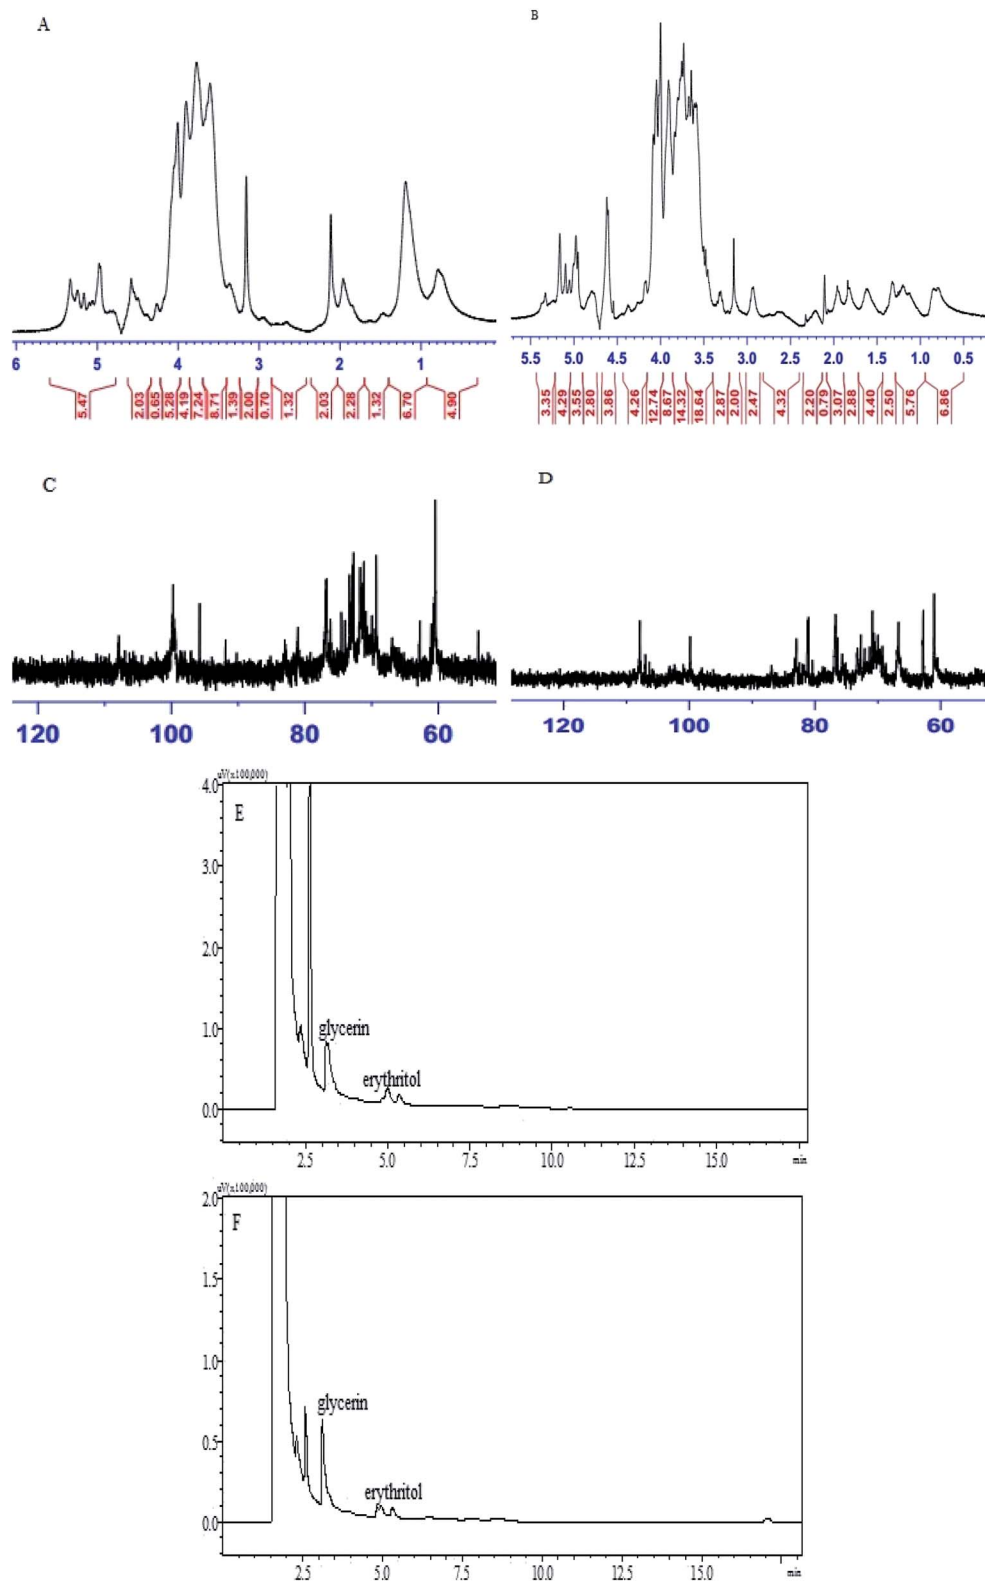 A
6 5 4 3 2 1
5.47 2.03 0.65 5.28 4.19 7.24 8.71 1.39 2.00 0.70 1.32 2.03 2.28 1.32 6.70 4.90
B
5.5 5.0 4.5 4.0 3.5 3.0 2.5 2.0 1.5 1.0 0.5
3.35 4.29 3.55 2.80 3.86 4.26 12.74 8.67 14.32 18.64 2.87 2.00 2.47 4.32 2.20 0.79 3.07 2.88 4.40 2.50 5.76 6.86
C
120 100 80 60
D
120 100 80 60
uV(x100,000)
4.0
E
3.0
2.0
1.0
glycerin
erythritol
0.0
2.5 5.0 7.5 10.0 12.5 15.0 min
uV(x100,000)
2.0
F
1.5
1.0
glycerin
0.5
erythritol
0.0
2.5 5.0 7.5 10.0 12.5 15.0 min